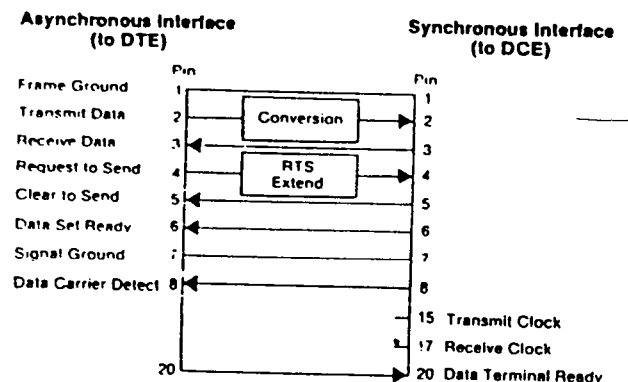 Asynchronous Interface
(to DTE)
Synchronous Interface
(to DCE)
Pin
Pin
Frame Ground 1 1
Transmit Data 2 Conversion 2
Receive Data 3 3
Request to Send 4 RTS Extend 4
Clear to Send 5 5
Data Set Ready 6 6
Signal Ground 7 7
Data Carrier Detect 8 8
15 Transmit Clock
17 Receive Clock
20 20 Data Terminal Ready